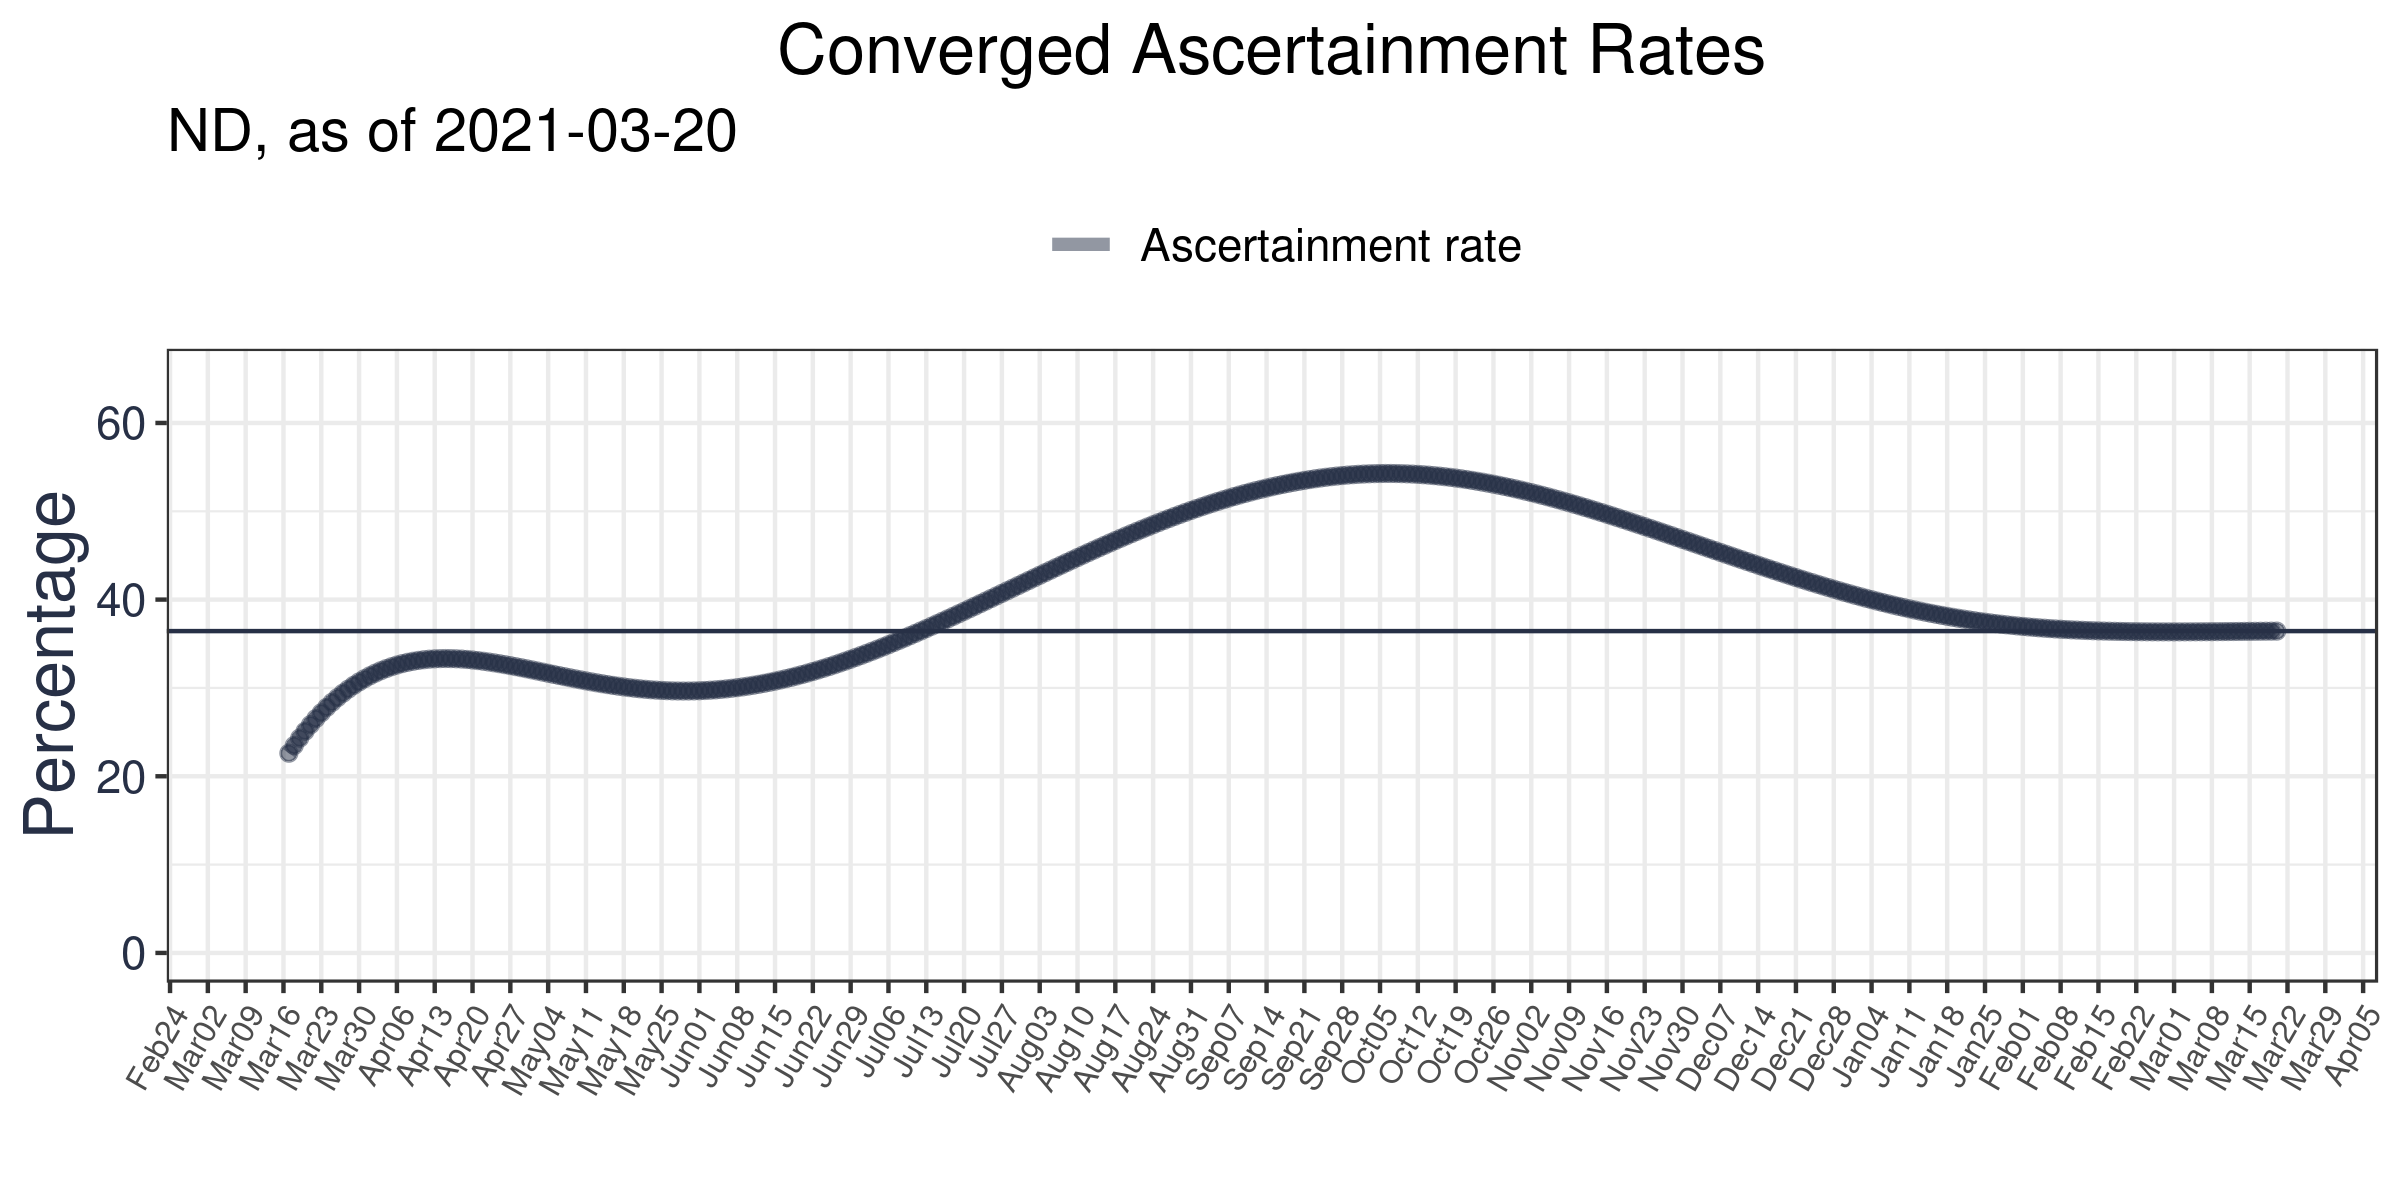 Converged Ascertainment Rates
ND, as of 2021-03-20
Ascertainment rate
Percentage
60
40
20
0
Feb24 Mar02 Mar09 Mar16 Mar23 Mar30 Apr06 Apr13 Apr20 Apr27 May04 May11 May18 May25 Jun01 Jun08 Jun15 Jun22 Jun29 Jul06 Jul13 Jul20 Jul27 Aug03 Aug10 Aug17 Aug24 Aug31 Sep07 Sep14 Sep21 Sep28 Oct05 Oct12 Oct19 Oct26 Nov02 Nov09 Nov16 Nov23 Nov30 Dec07 Dec14 Dec21 Dec28 Jan04 Jan11 Jan18 Jan25 Feb01 Feb08 Feb15 Feb22 Mar01 Mar08 Mar15 Mar22 Mar29 Apr05